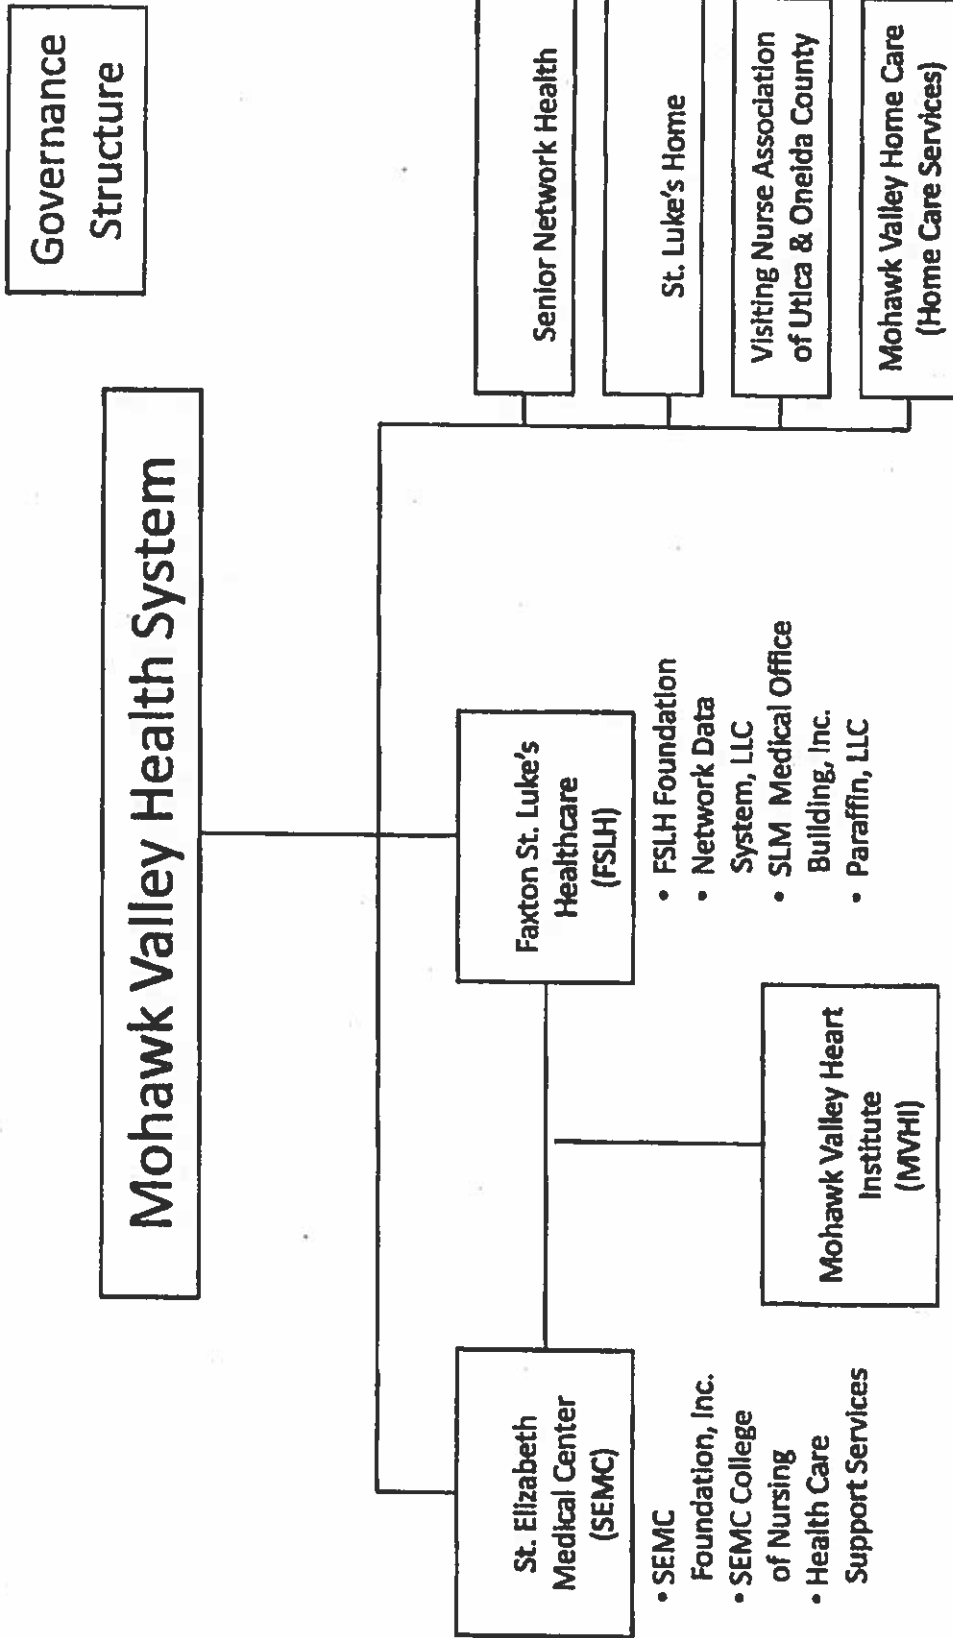 Governance
Structure
Mohawk Valley Health System
St. Elizabeth
Medical Center
(SEMC)
• SEMC
Foundation, Inc.
• SEMC College
of Nursing
• Health Care
Support Services
Faxton St. Luke's
Healthcare
(FSLH)
• FSLH Foundation
• Network Data
System, LLC
• SLM Medical Office
Building, Inc.
• Paraffin, LLC
Mohawk Valley Heart
Institute
(MVHI)
Senior Network Health
St. Luke's Home
Visiting Nurse Association
of Utica & Oneida County
Mohawk Valley Home Care
(Home Care Services)